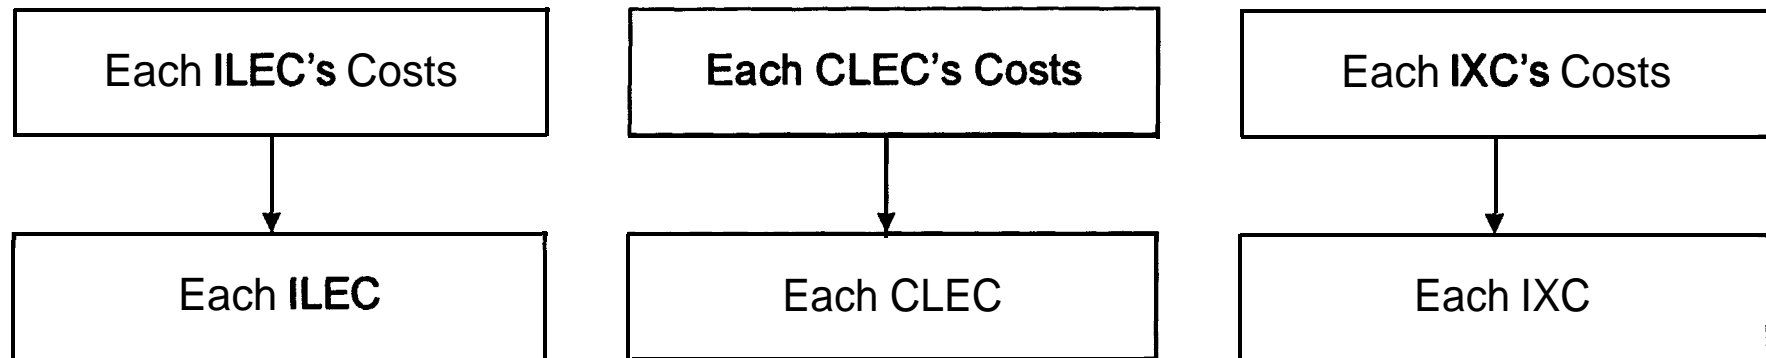 Each ILEC's Costs
Each CLEC's Costs
Each IXC's Costs
Each ILEC
Each CLEC
Each IXC